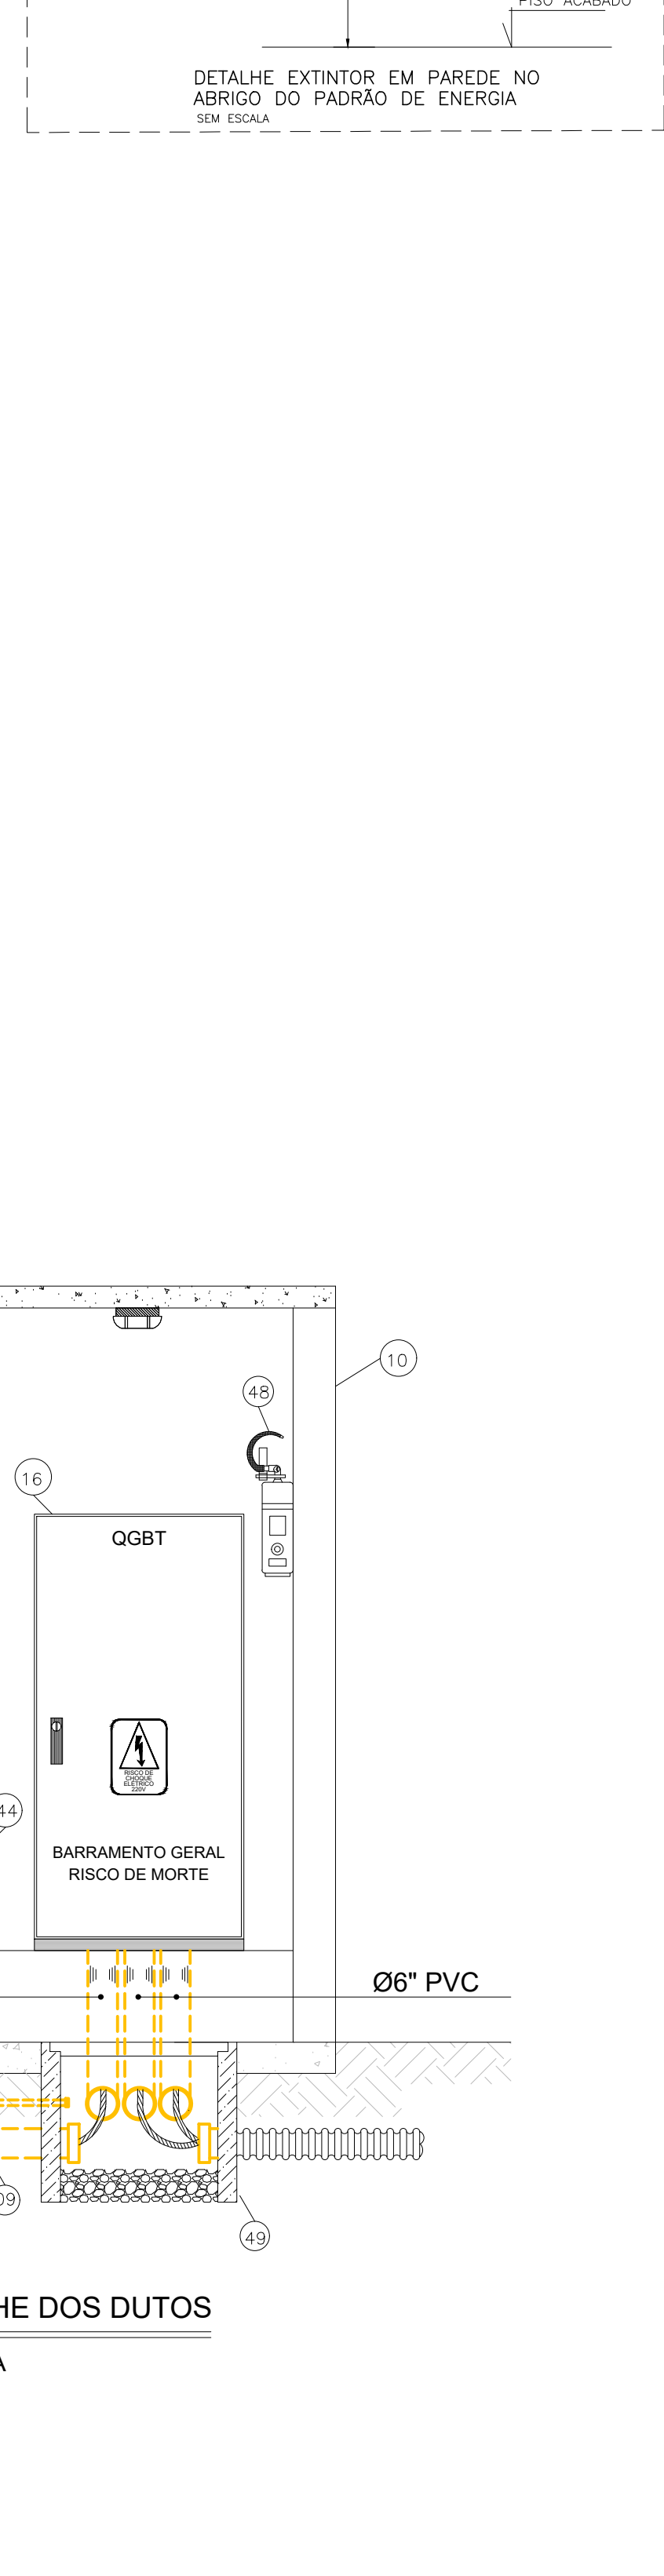 PISO ACABADO
DETALHE EXTINTOR EM PAREDE NO
ABRIGO DO PADRÃO DE ENERGIA
SEM ESCALA
10
48
16
QGBT
RISCO DE
CHOQUE
ELÉTRICO
220V
44
BARRAMENTO GERAL
RISCO DE MORTE
Ø6" PVC
09
49
HE DOS DUTOS
A